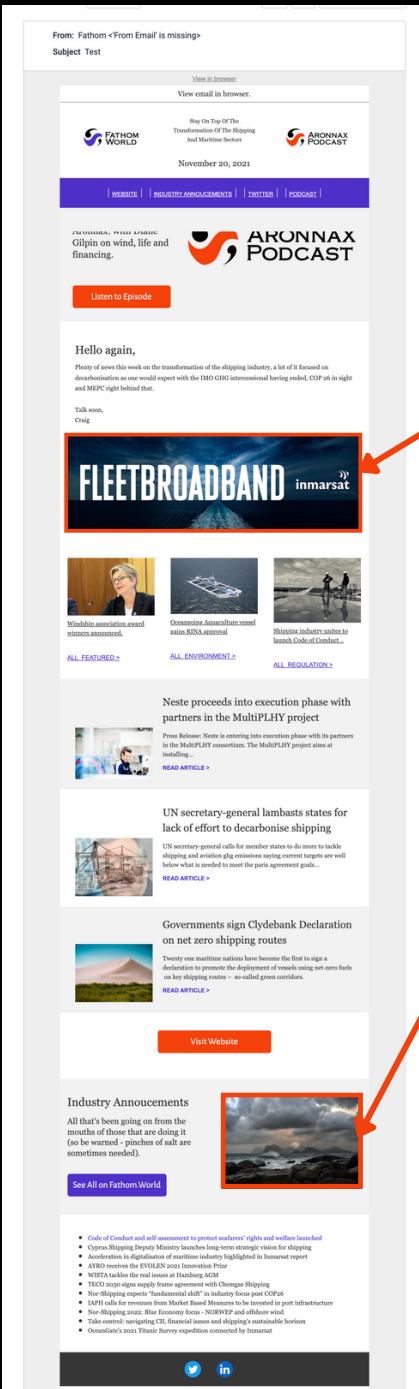 From: Fathom <'From Email' is missing>
Subject Test
View in browser
View email in browser.
FATHOM
WORLD
Stay On Top Of The
Transformation Of The Shipping
And Maritime Sectors
November 20, 2021
ARONNAX
PODCAST
| WEBSITE | | INDUSTRY ANNOUCEMENTS | | TWITTER | | PODCAST |
Aronnax: with Diane
Gilpin on wind, life and
financing.
ARONNAX
PODCAST
Listen to Episode
Hello again,
Plenty of news this week on the transformation of the shipping industry, a lot of it focused on
decarbonisation as one would expect with the IMO GHG intercessional having ended, COP 26 in sight
and MEPC right behind that.
Talk soon,
Craig
FLEETBROADBAND
inmarsat
Windship association award
winners announced.
ALL FEATURED >
Oceangoing Aquaculture vessel
gains RINA approval
ALL ENVIRONMENT >
Shipping industry unites to
launch Code of Conduct...
ALL REGULATION >
Neste proceeds into execution phase with
partners in the MultiPLHY project
Press Release: Neste is entering into execution phase with its partners
in the MultiPLHY consortium. The MultiPLHY project aims at
installing...
READ ARTICLE >
UN secretary-general lambasts states for
lack of effort to decarbonise shipping
UN secretary-general calls for member states to do more to tackle
shipping and aviation ghg emissions saying current targets are well
below what is needed to meet the paris agreement goals...
READ ARTICLE >
Governments sign Clydebank Declaration
on net zero shipping routes
Twenty one maritime nations have become the first to sign a
declaration to promote the deployment of vessels using net-zero fuels
on key shipping routes – so-called green corridors.
READ ARTICLE >
Visit Website
Industry Annoucements
All that's been going on from the
mouths of those that are doing it
(so be warned - pinches of salt are
sometimes needed).
See All on Fathom.World
Code of Conduct and self-assessment to protect seafarers' rights and welfare launched
Cyprus Shipping Deputy Ministry launches long-term strategic vision for shipping
Acceleration in digitalisaton of maritime industry highlighted in Inmarsat report
AYRO receives the EVOLEN 2021 Innovation Prize
WISTA tackles the real issues at Hamburg AGM
TECO 2030 signs supply frame agreement with Chemgas Shipping
Nor-Shipping expects "fundamental shift" in industry focus post COP26
IAPH calls for revenues from Market Based Measures to be invested in port infrastructure
Nor-Shipping 2022: Blue Economy focus - NORWEP and offshore wind
Take control: navigating CII, financial issues and shipping's sustainable horizon
OceanGate's 2021 Titanic Survey expedition connected by Inmarsat